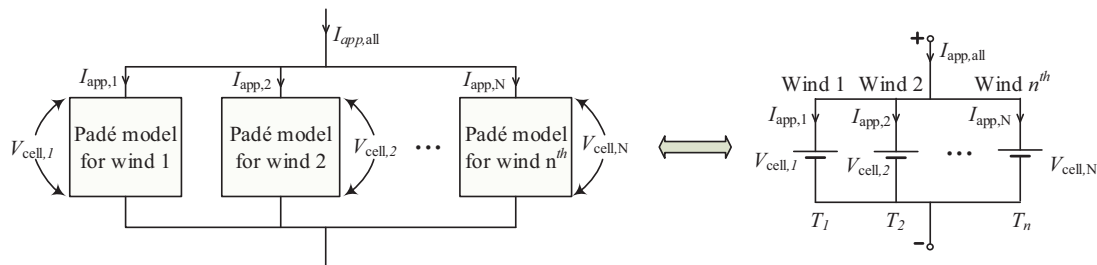 I_app,all
I_app,1
I_app,2
I_app,N
Padé model
for wind 1
Padé model
for wind 2
Padé model
for wind n^th
V_cell,1
V_cell,2
...
V_cell,N
+
I_app,all
Wind 1
Wind 2
Wind n^th
I_app,1
I_app,2
I_app,N
V_cell,1
V_cell,2
...
V_cell,N
T_1
T_2
T_n
-